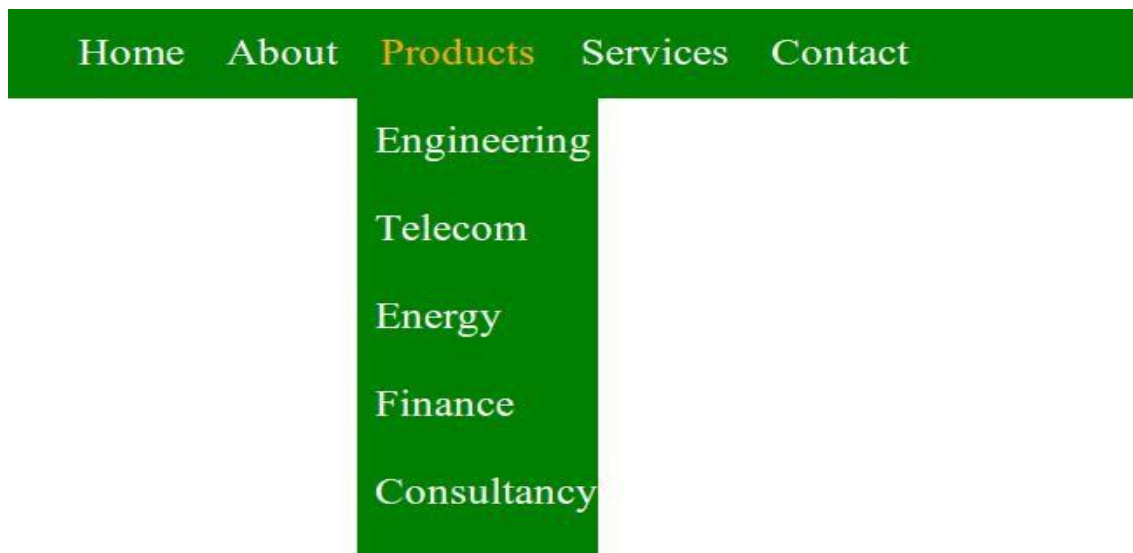 Home About Products Services Contact
Engineering
Telecom
Energy
Finance
Consultancy